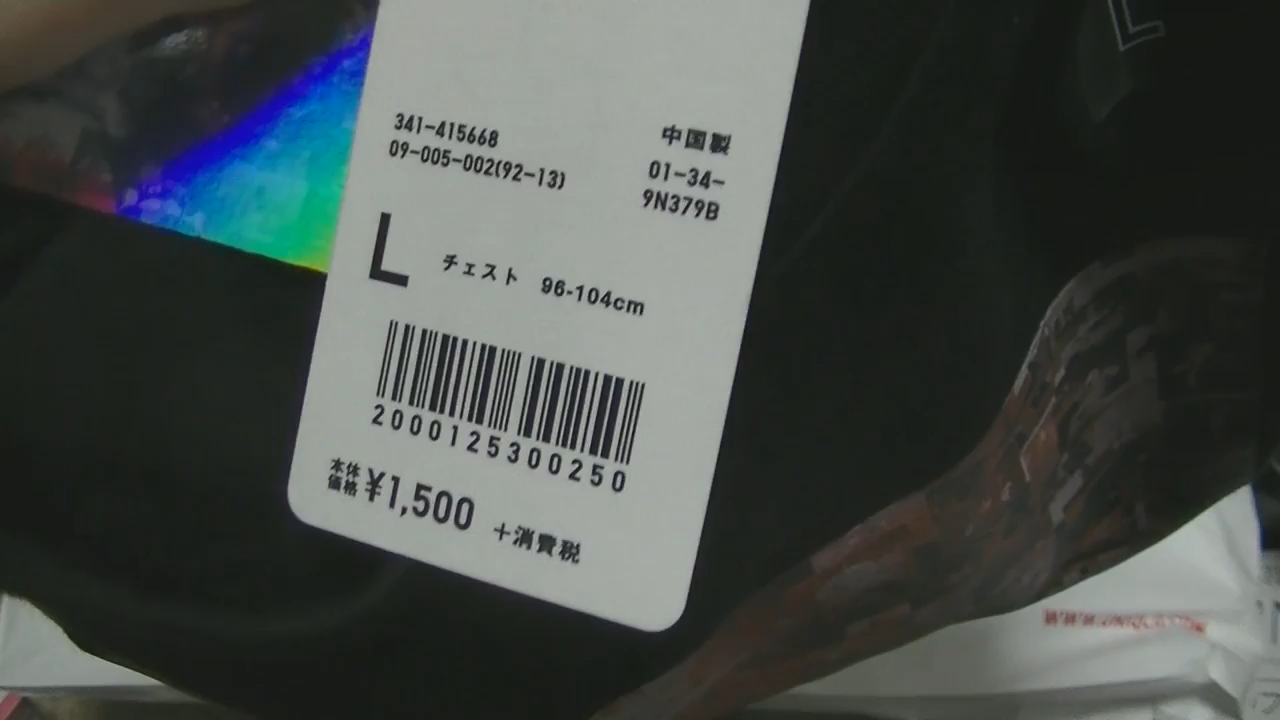 L
341-415668
09-005-002(92-13)
中国製
01-34-
9N379B
L チェスト 96-104cm
2000125300250
本体価格 ¥1,500 +消費税